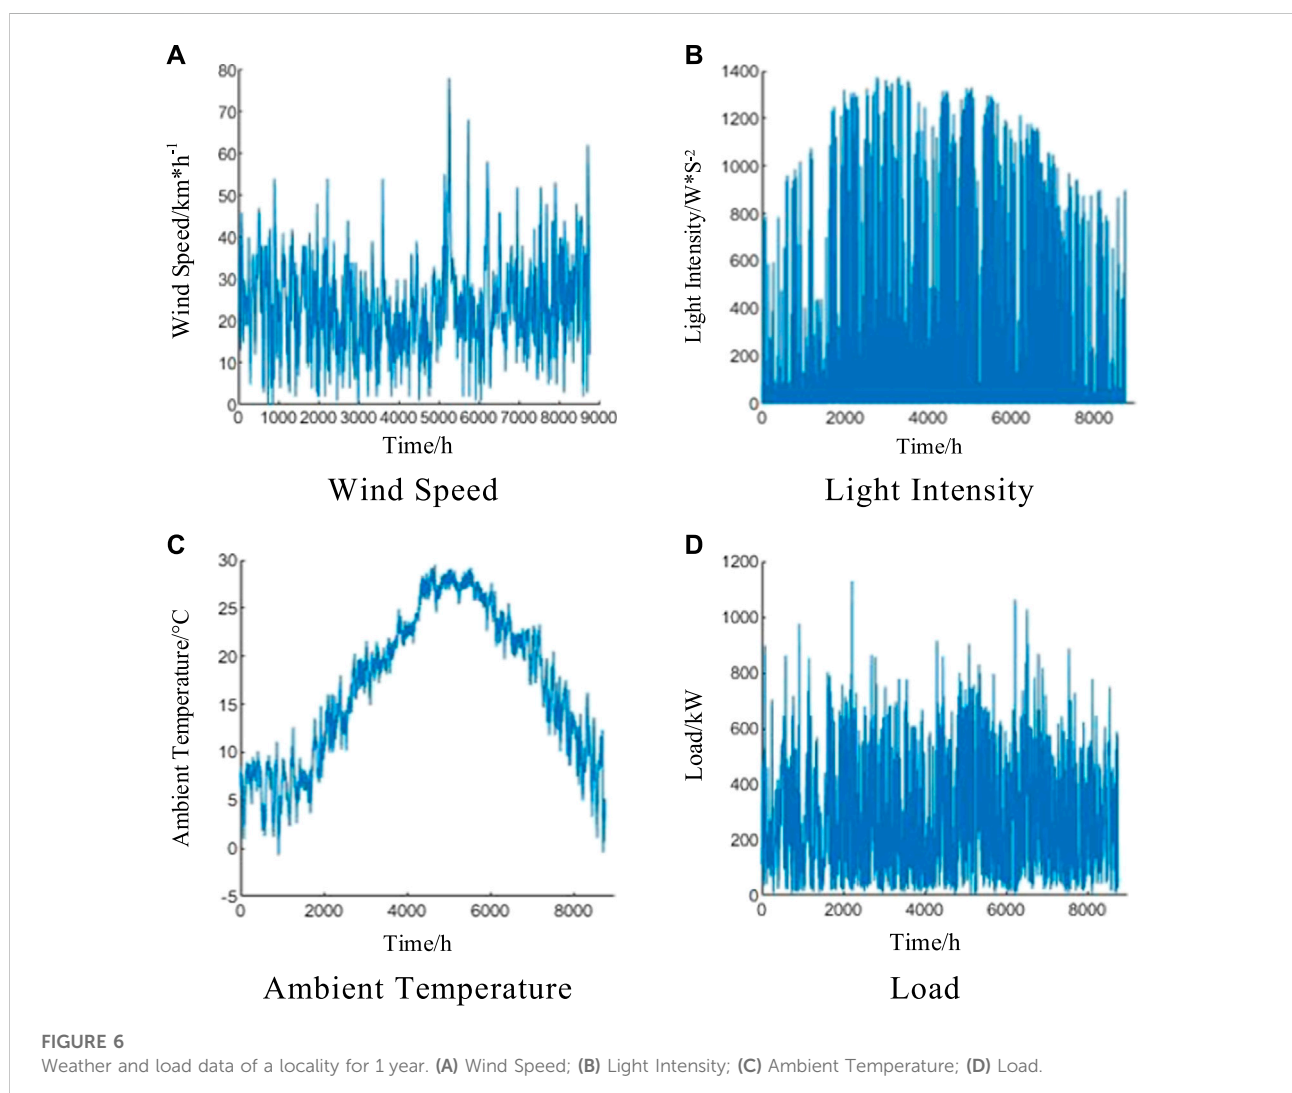 A
80
70
60
50
40
30
20
10
0
Wind Speed/km*h-1
0 1000 2000 3000 4000 5000 6000 7000 8000 9000
Time/h
Wind Speed
B
1400
1200
1000
800
600
400
200
0
Light Intensity/W*S-2
0 2000 4000 6000 8000
Time/h
Light Intensity
C
30
25
20
15
10
5
0
-5
Ambient Temperature/°C
0 2000 4000 6000 8000
Time/h
Ambient Temperature
D
1200
1000
800
600
400
200
0
Load/kW
0 2000 4000 6000 8000
Time/h
Load
FIGURE 6
Weather and load data of a locality for 1 year. (A) Wind Speed; (B) Light Intensity; (C) Ambient Temperature; (D) Load.